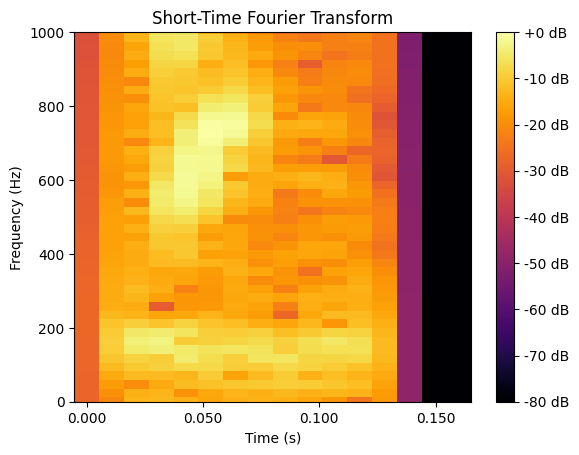 Short-Time Fourier Transform
Frequency (Hz)
1000
800
600
400
200
0
0.000
0.050
0.100
0.150
Time (s)
+0 dB
-10 dB
-20 dB
-30 dB
-40 dB
-50 dB
-60 dB
-70 dB
-80 dB